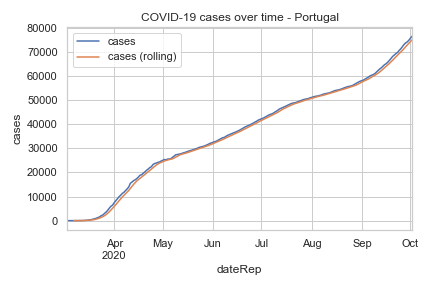 COVID-19 cases over time - Portugal
cases
cases (rolling)
80000
70000
60000
50000
40000
30000
20000
10000
0
cases
Apr
2020
May
Jun
Jul
Aug
Sep
Oct
dateRep